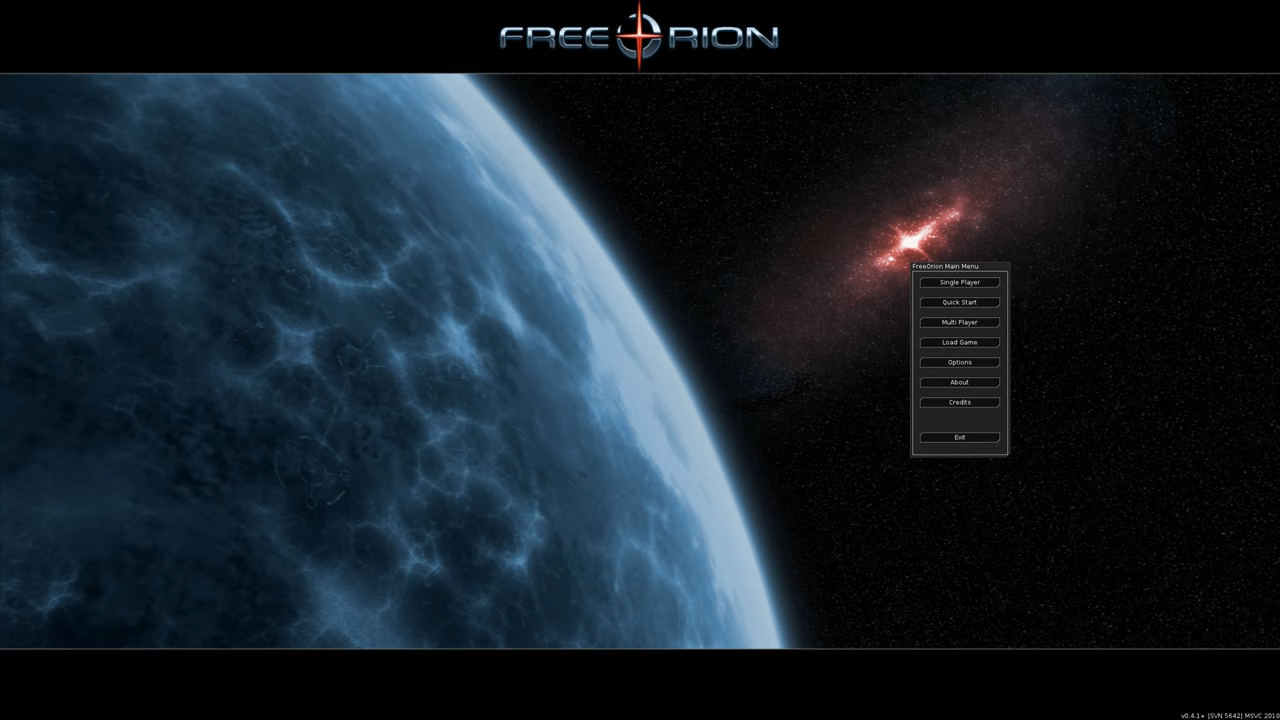 FREEORION
FreeOrion Main Menu
Single Player
Quick Start
Multi Player
Load Game
Options
About
Credits
Exit
v0.4.1+ [SVN 5642] MSVC 2010